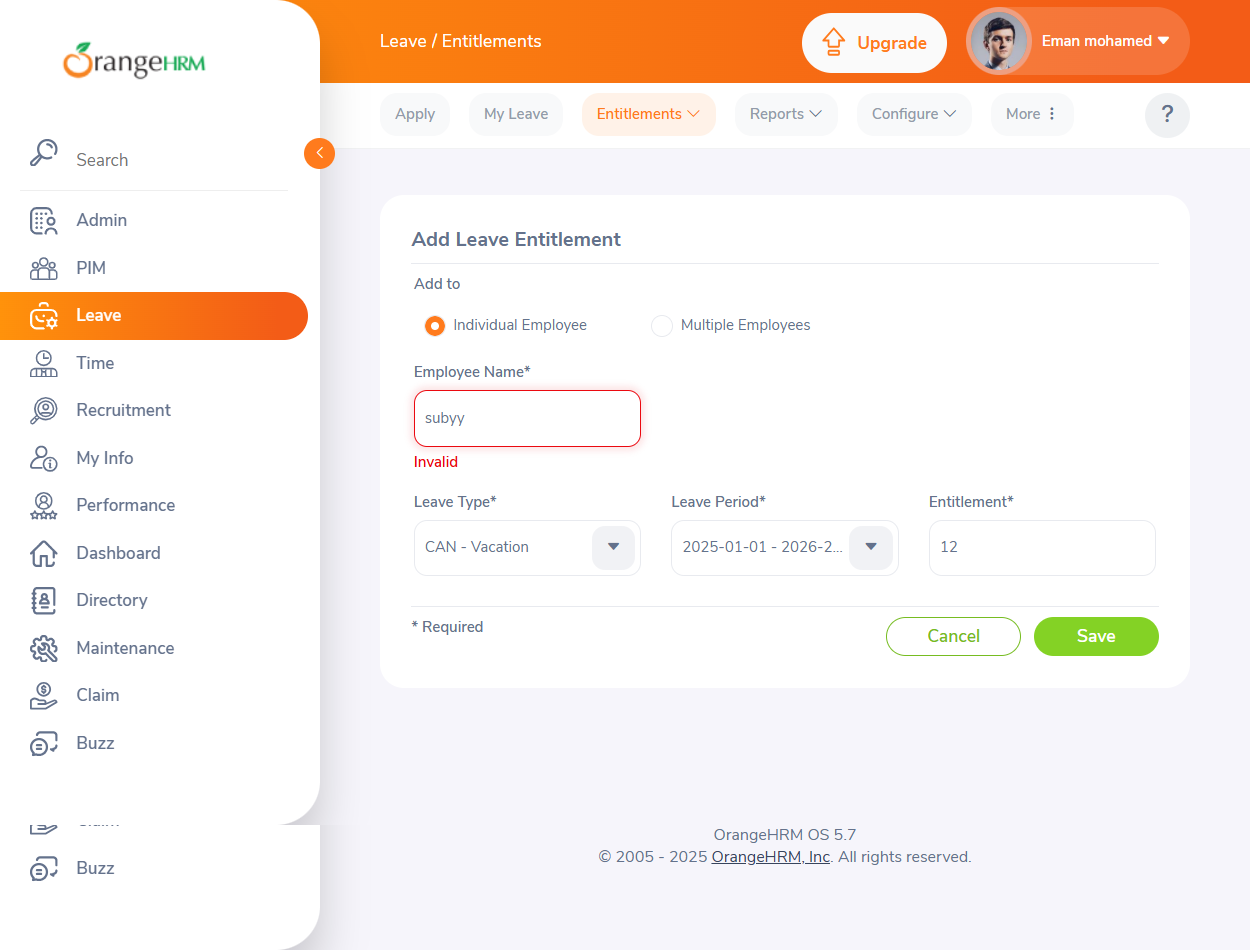 OrangeHRM
Leave / Entitlements
Upgrade
Eman mohamed
Apply
My Leave
Entitlements
Reports
Configure
More
?
Search
Admin
PIM
Leave
Time
Recruitment
My Info
Performance
Dashboard
Directory
Maintenance
Claim
Buzz
Claim
Buzz
Add Leave Entitlement
Add to
Individual Employee
Multiple Employees
Employee Name*
subyy
Invalid
Leave Type*
Leave Period*
Entitlement*
CAN - Vacation
2025-01-01 - 2026-2...
12
* Required
Cancel
Save
OrangeHRM OS 5.7
© 2005 - 2025 OrangeHRM, Inc. All rights reserved.